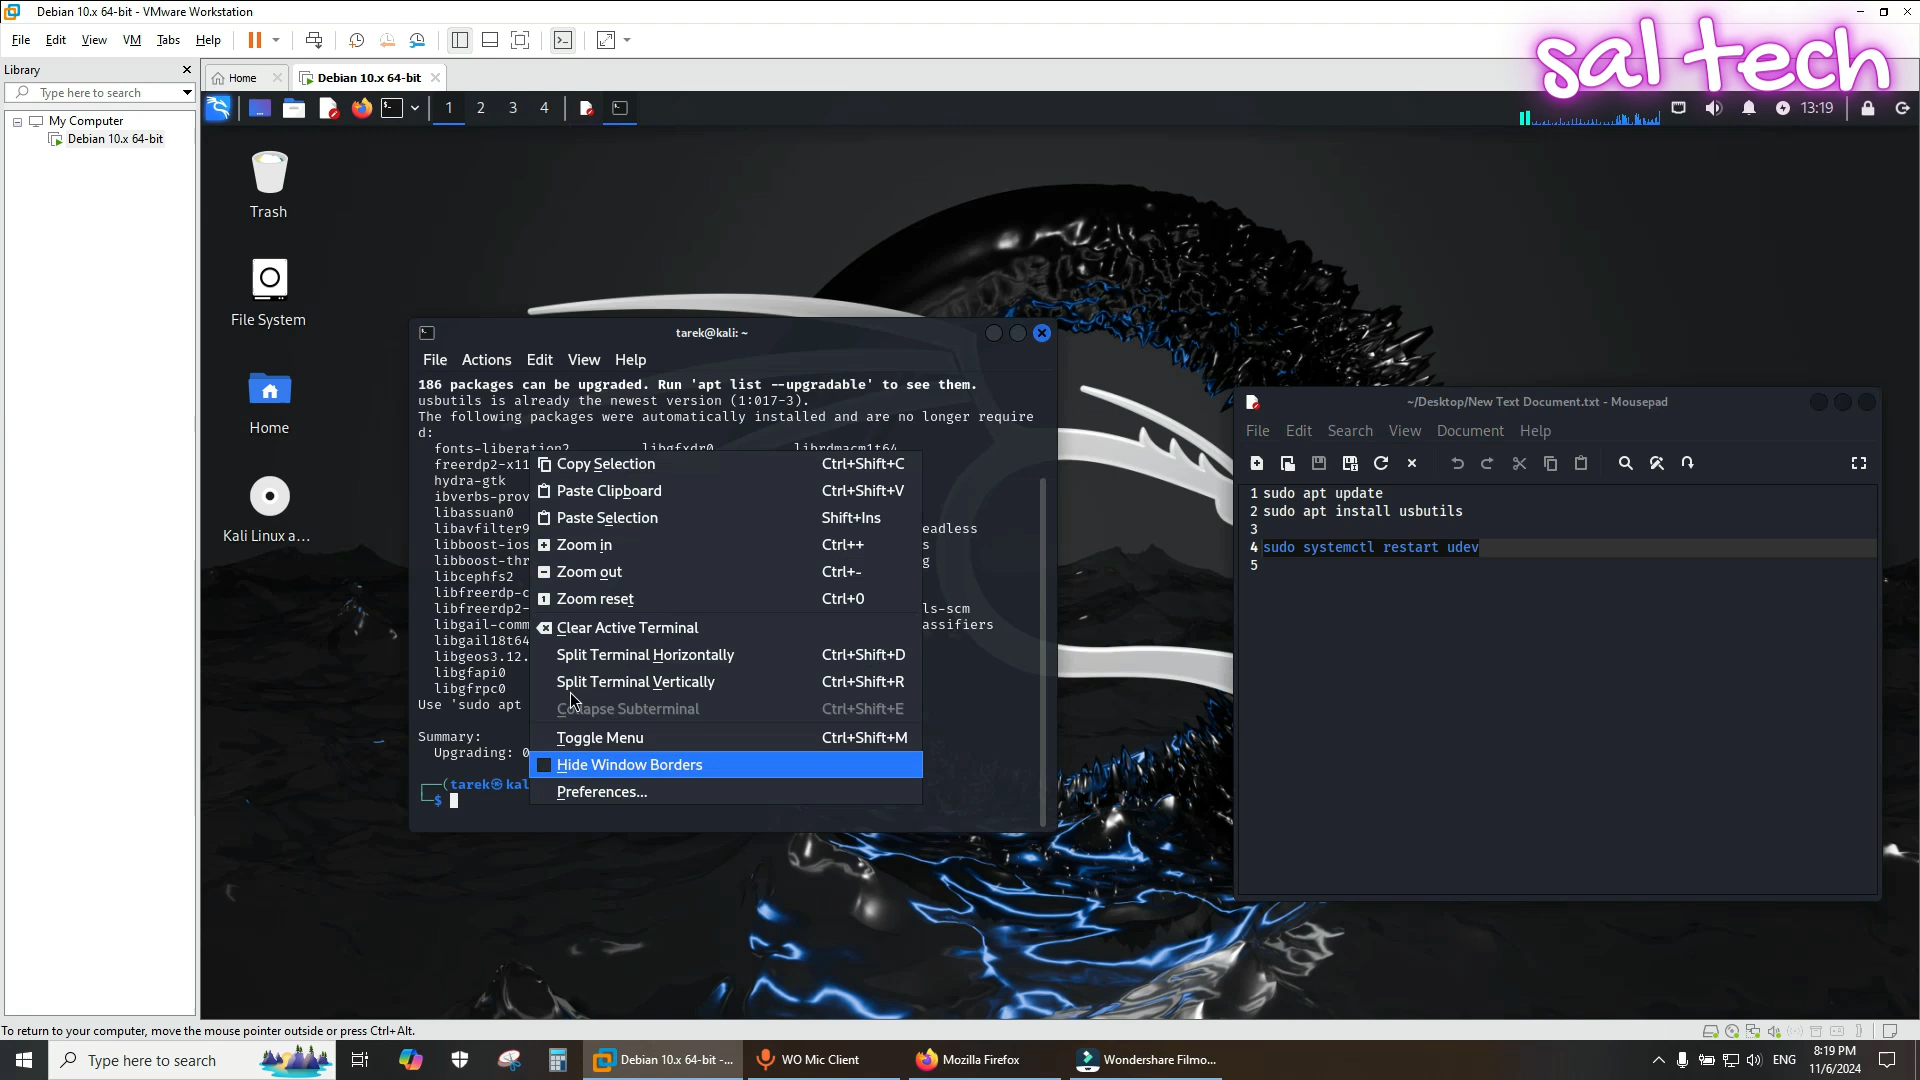 Debian 10.x 64-bit - VMware Workstation
File Edit View VM Tabs Help
sal tech
Library
Type here to search
My Computer
Debian 10.x 64-bit
Home
Debian 10.x 64-bit
1 2 3 4
13:19
Trash
File System
Home
Kali Linux a...
tarek@kali: ~
File Actions Edit View Help
186 packages can be upgraded. Run 'apt list --upgradable' to see them.
usbutils is already the newest version (1:017-3).
The following packages were automatically installed and are no longer require
d:
fonts-liberation2 libgfxdr0 librdmacm1t64
freerdp2-x11
hydra-gtk
ibverbs-prov
libassuan0
libavfilter9 eadless
libboost-ios s
libboost-thr g
libcephfs2
libfreerdp-c
libfreerdp2- ls-scm
libgail-comm assifiers
libgail18t64
libgeos3.12.
libgfapi0
libgfrpc0
Use 'sudo apt
Summary:
Upgrading: 0
(tarek㉿kal
$
Copy Selection Ctrl+Shift+C
Paste Clipboard Ctrl+Shift+V
Paste Selection Shift+Ins
Zoom in Ctrl++
Zoom out Ctrl+-
Zoom reset Ctrl+0
Clear Active Terminal
Split Terminal Horizontally Ctrl+Shift+D
Split Terminal Vertically Ctrl+Shift+R
Collapse Subterminal Ctrl+Shift+E
Toggle Menu Ctrl+Shift+M
Hide Window Borders
Preferences...
~/Desktop/New Text Document.txt - Mousepad
File Edit Search View Document Help
1 sudo apt update
2 sudo apt install usbutils
3
4 sudo systemctl restart udev
5
To return to your computer, move the mouse pointer outside or press Ctrl+Alt.
Type here to search
Debian 10.x 64-bit -...
WO Mic Client
Mozilla Firefox
Wondershare Filmo...
ENG
8:19 PM
11/6/2024